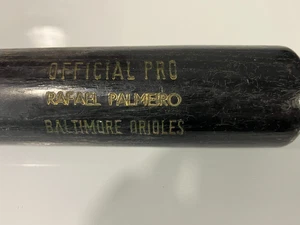 OFFICIAL PRO
RAFAEL PALMEIRO
BALTIMORE ORIOLES